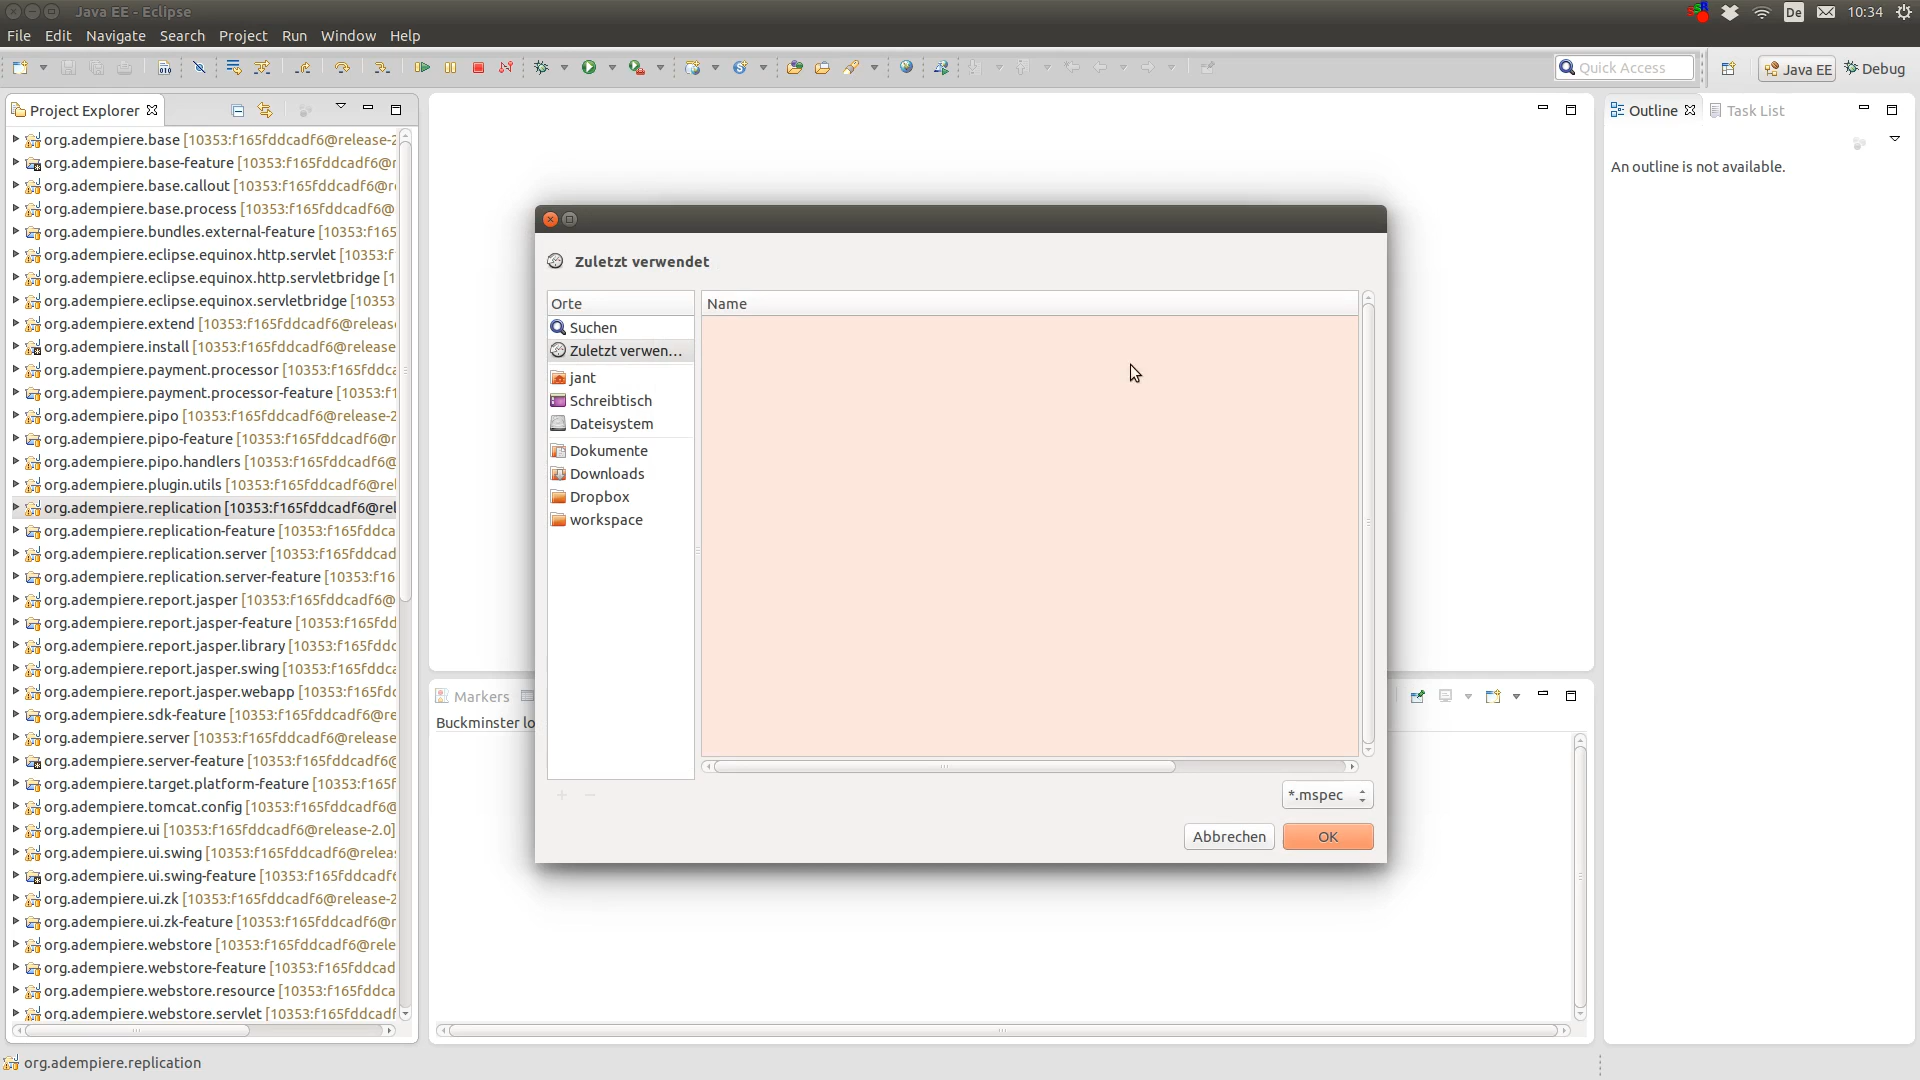 Java EE - Eclipse
De
10:34
File Edit Navigate Search Project Run Window Help
Quick Access
Java EE
Debug
Project Explorer
org.adempiere.base [10353:f165fddcadf6@release-2
org.adempiere.base-feature [10353:f165fddcadf6@r
org.adempiere.base.callout [10353:f165fddcadf6@r
org.adempiere.base.process [10353:f165fddcadf6@
org.adempiere.bundles.external-feature [10353:f165
org.adempiere.eclipse.equinox.http.servlet [10353:f
org.adempiere.eclipse.equinox.http.servletbridge [1
org.adempiere.eclipse.equinox.servletbridge [10353
org.adempiere.extend [10353:f165fddcadf6@release
org.adempiere.install [10353:f165fddcadf6@release
org.adempiere.payment.processor [10353:f165fddca
org.adempiere.payment.processor-feature [10353:f1
org.adempiere.pipo [10353:f165fddcadf6@release-2
org.adempiere.pipo-feature [10353:f165fddcadf6@r
org.adempiere.pipo.handlers [10353:f165fddcadf6@
org.adempiere.plugin.utils [10353:f165fddcadf6@rel
org.adempiere.replication [10353:f165fddcadf6@rel
org.adempiere.replication-feature [10353:f165fddca
org.adempiere.replication.server [10353:f165fddcad
org.adempiere.replication.server-feature [10353:f16
org.adempiere.report.jasper [10353:f165fddcadf6@
org.adempiere.report.jasper-feature [10353:f165fdd
org.adempiere.report.jasper.library [10353:f165fddc
org.adempiere.report.jasper.swing [10353:f165fddca
org.adempiere.report.jasper.webapp [10353:f165fdc
org.adempiere.sdk-feature [10353:f165fddcadf6@re
org.adempiere.server [10353:f165fddcadf6@release
org.adempiere.server-feature [10353:f165fddcadf6@
org.adempiere.target.platform-feature [10353:f165f
org.adempiere.tomcat.config [10353:f165fddcadf6@
org.adempiere.ui [10353:f165fddcadf6@release-2.0]
org.adempiere.ui.swing [10353:f165fddcadf6@relea
org.adempiere.ui.swing-feature [10353:f165fddcadf6
org.adempiere.ui.zk [10353:f165fddcadf6@release-2
org.adempiere.ui.zk-feature [10353:f165fddcadf6@r
org.adempiere.webstore [10353:f165fddcadf6@rele
org.adempiere.webstore-feature [10353:f165fddcad
org.adempiere.webstore.resource [10353:f165fddca
org.adempiere.webstore.servlet [10353:f165fddcadf
Zuletzt verwendet
Orte
Name
Suchen
Zuletzt verwen...
jant
Schreibtisch
Dateisystem
Dokumente
Downloads
Dropbox
workspace
*.mspec
Abbrechen
OK
Markers
Buckminster lo
Outline
Task List
An outline is not available.
org.adempiere.replication